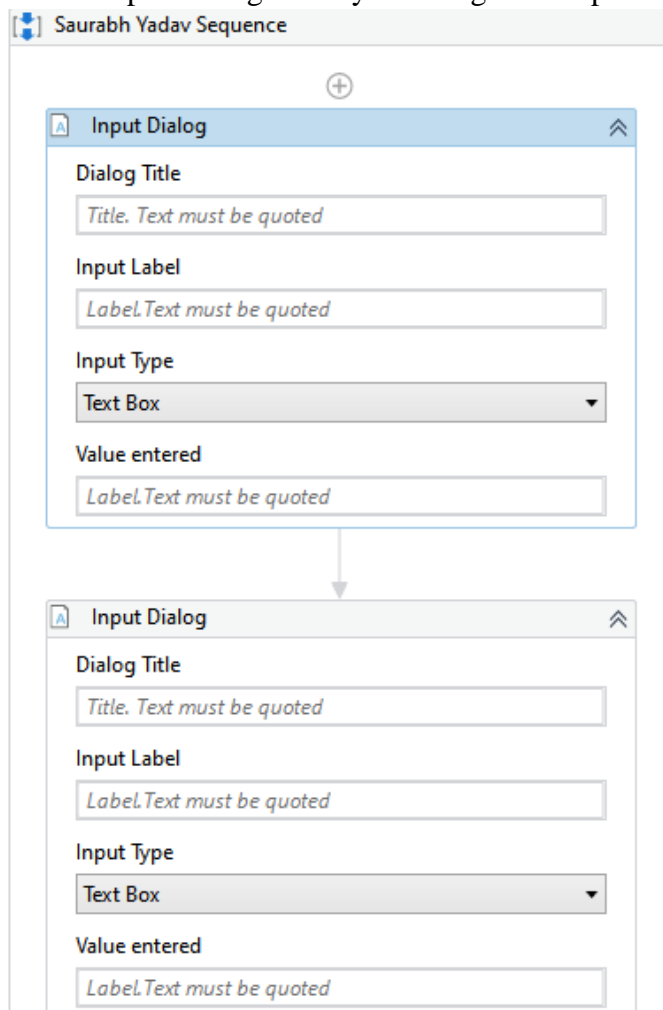 Saurabh Yadav Sequence
Input Dialog
Dialog Title
Title. Text must be quoted
Input Label
Label.Text must be quoted
Input Type
Text Box
Value entered
Label.Text must be quoted
Input Dialog
Dialog Title
Title. Text must be quoted
Input Label
Label.Text must be quoted
Input Type
Text Box
Value entered
Label.Text must be quoted